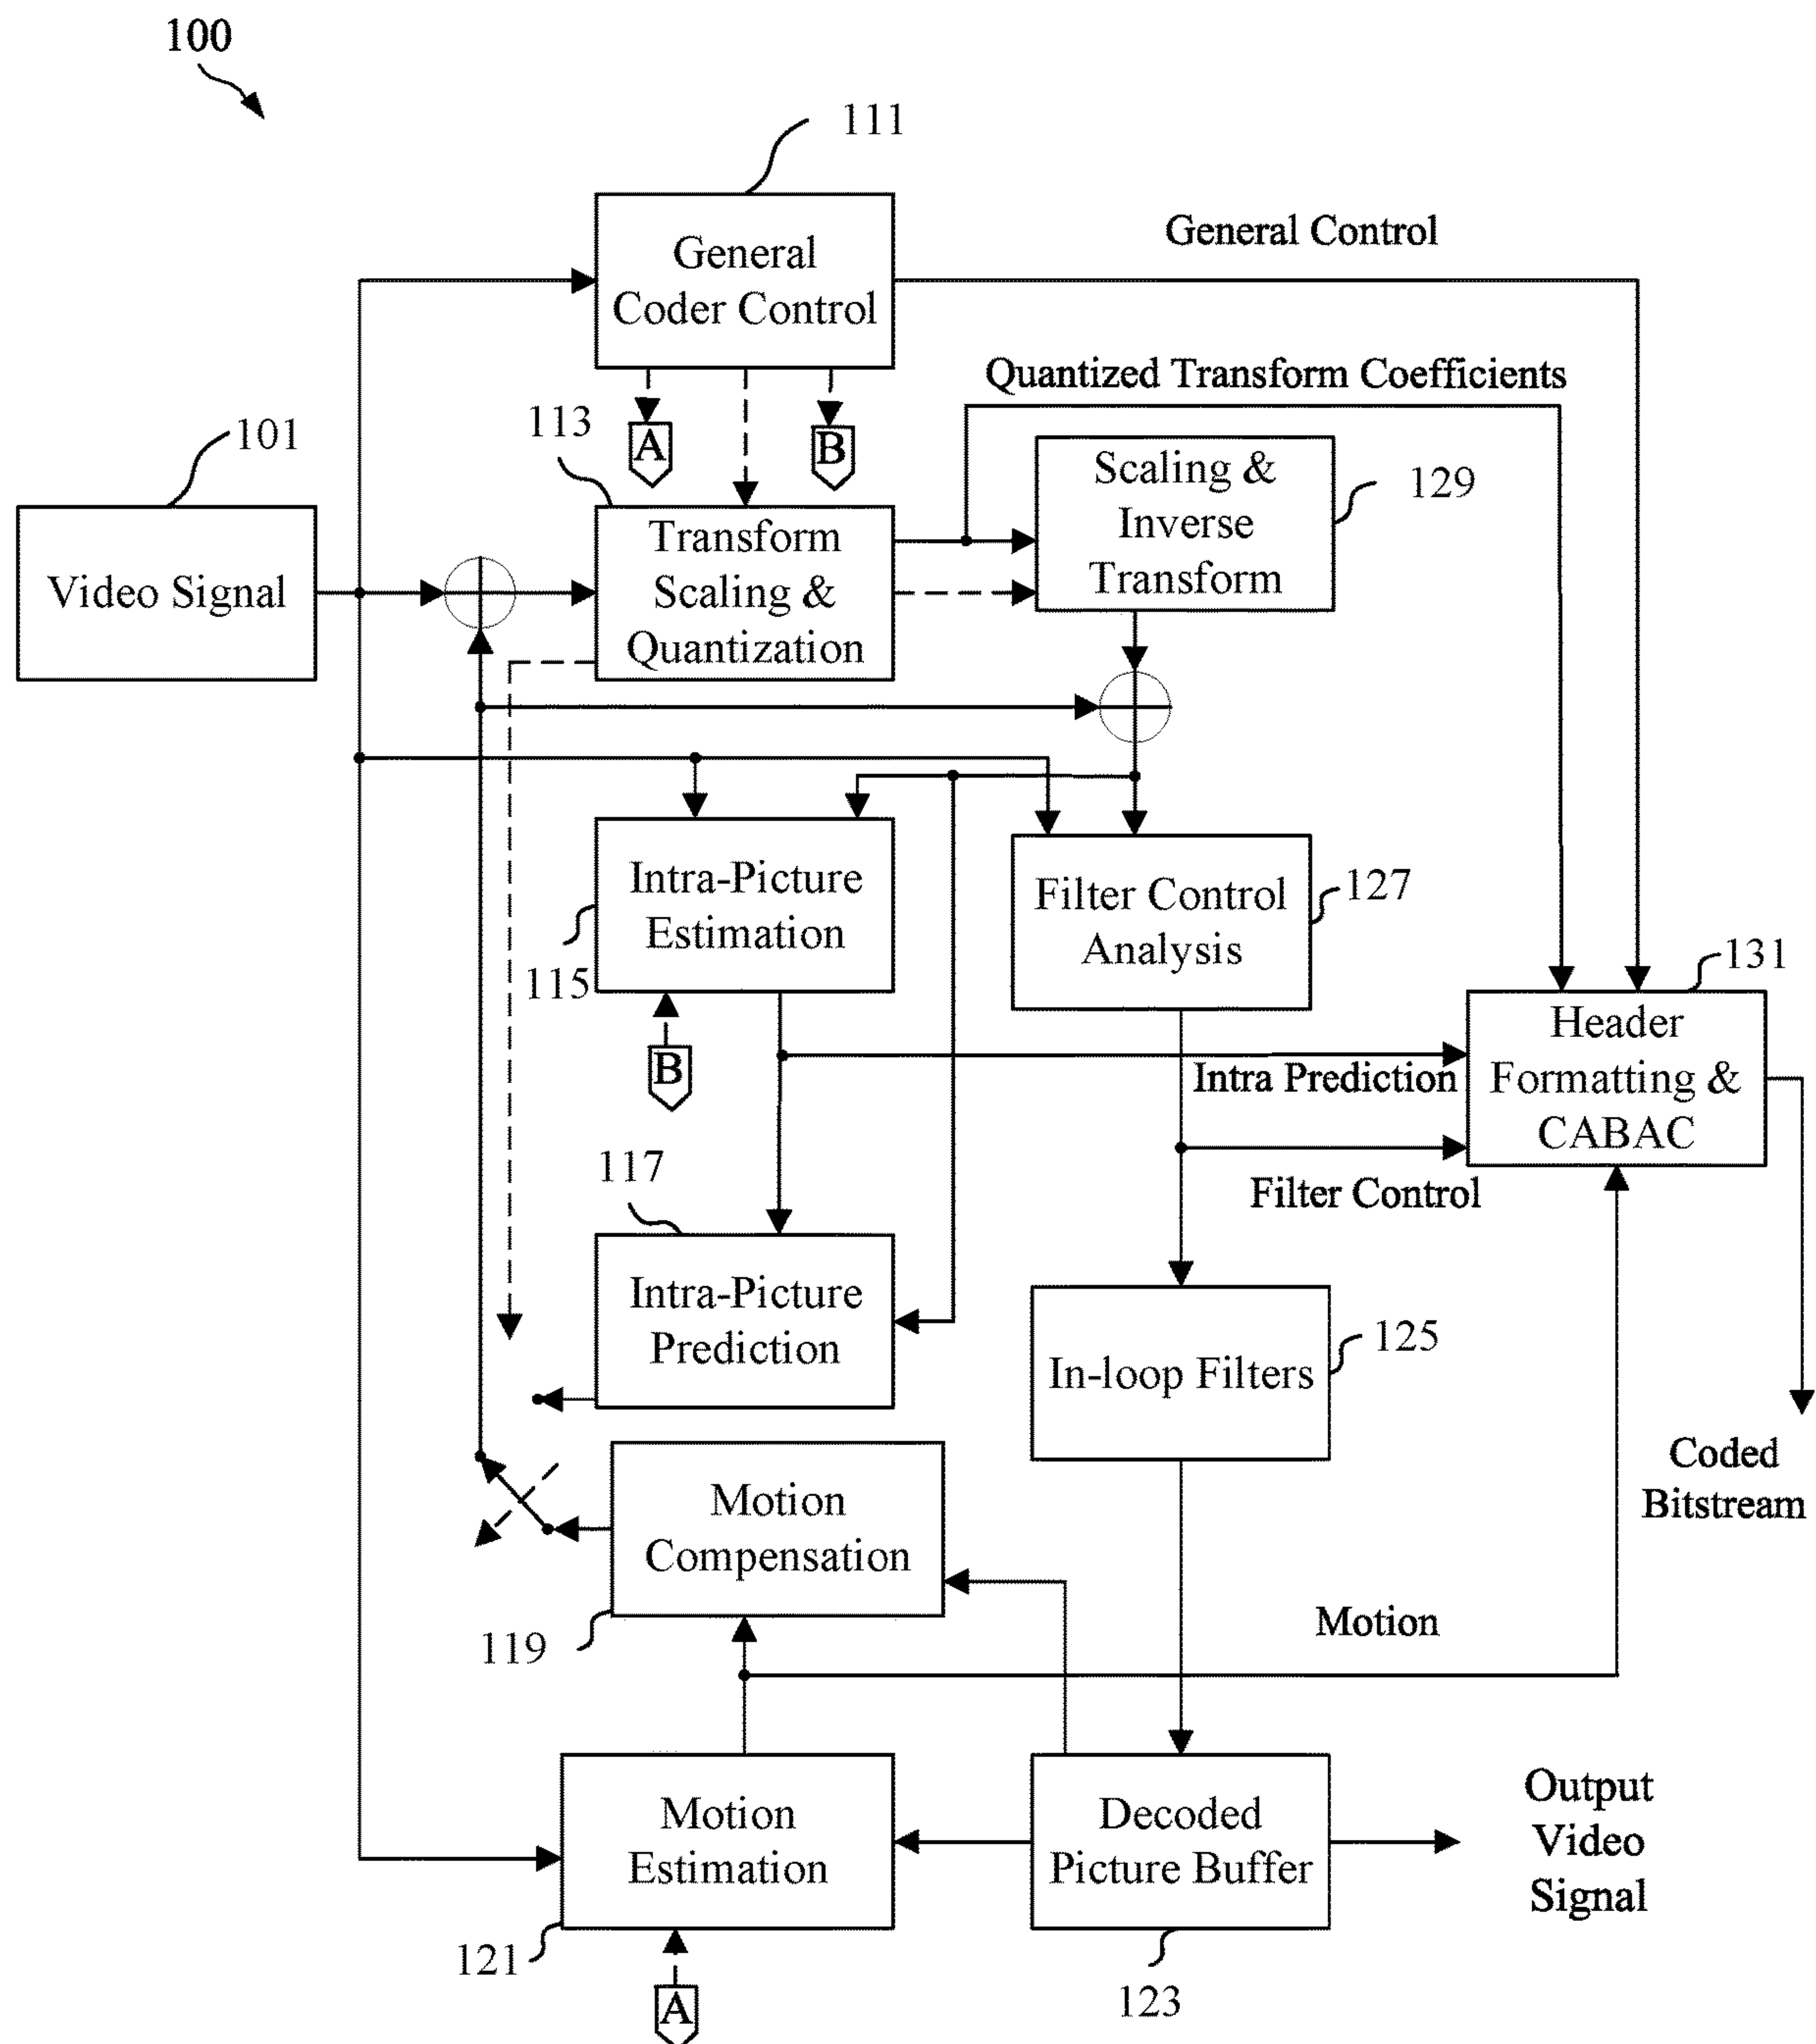 100
111
General
Coder Control
General Control
Quantized Transform Coefficients
A
B
113
101
Video Signal
Transform
Scaling &
Quantization
Scaling &
Inverse
Transform
129
Intra-Picture
Estimation
115
B
Filter Control
Analysis
127
131
Header
Formatting &
CABAC
Intra Prediction
Filter Control
117
Intra-Picture
Prediction
In-loop Filters
125
Coded
Bitstream
Motion
Compensation
119
Motion
Motion
Estimation
121
A
Decoded
Picture Buffer
123
Output
Video
Signal